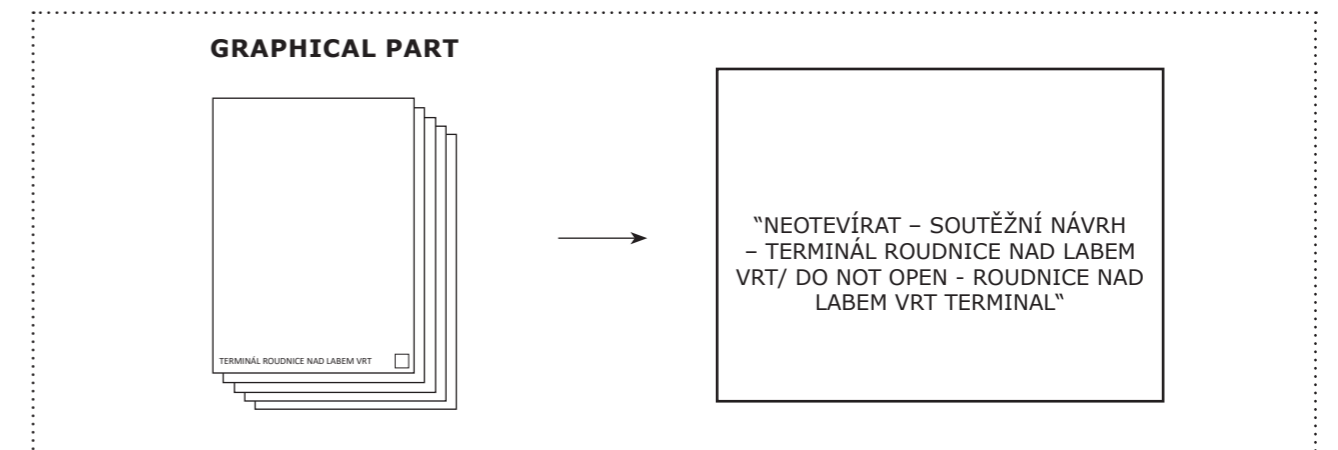 GRAPHICAL PART
"NEOTEVÍRAT – SOUTĚŽNÍ NÁVRH
– TERMINÁL ROUDNICE NAD LABEM
VRT/ DO NOT OPEN - ROUDNICE NAD
LABEM VRT TERMINAL“
TERMINÁL ROUDNICE NAD LABEM VRT